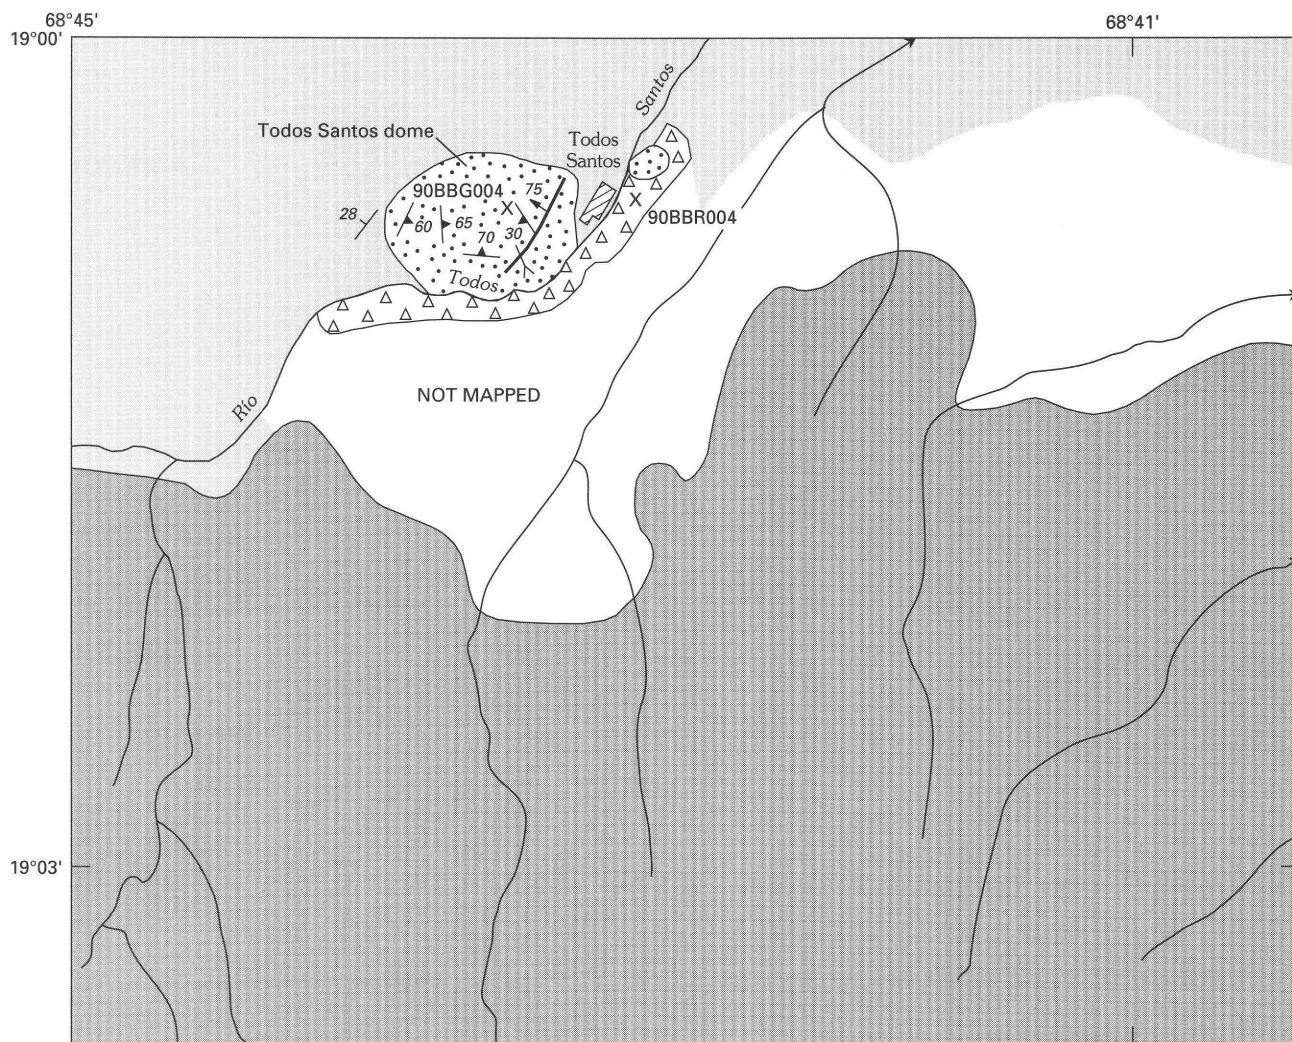 68°45'
68°41'
19°00'
Santos
Todos Santos dome
Todos
Santos
90BBG004
75
28
60
65
70
30
90BBR004
Todos
NOT MAPPED
Río
19°03'